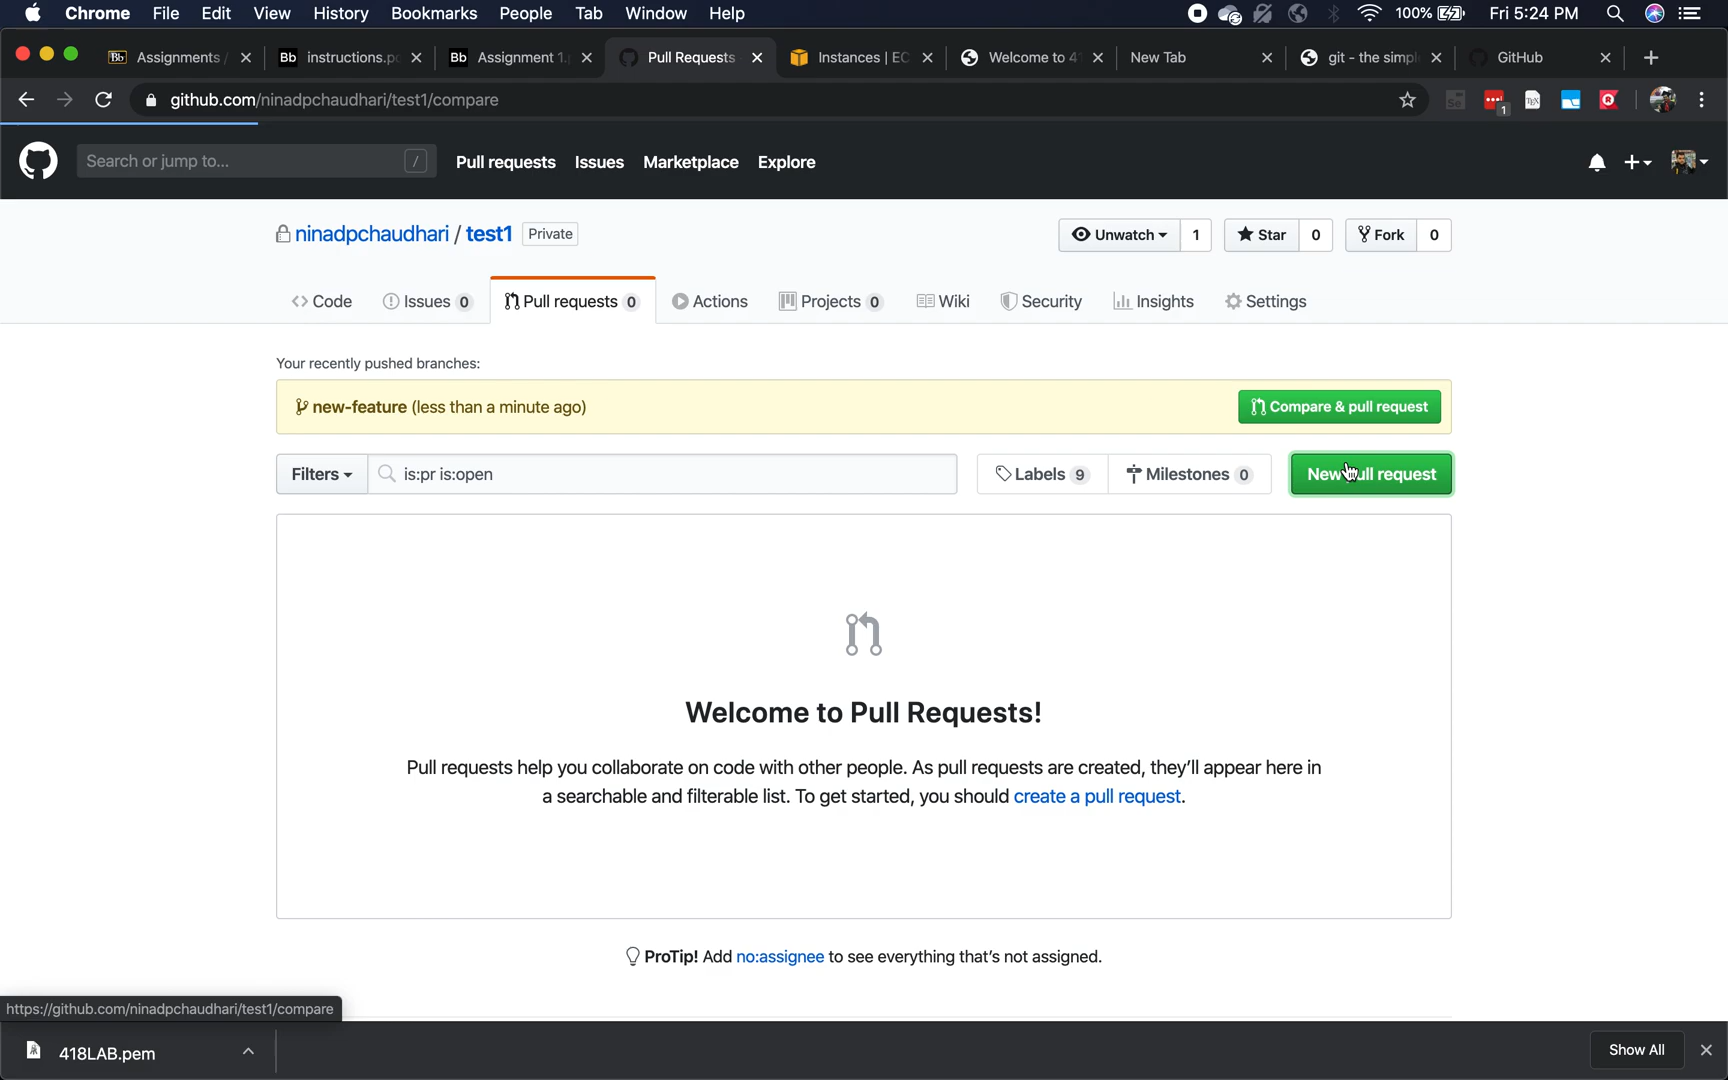 Chrome File Edit View History Bookmarks People Tab Window Help 100% Fri 5:24 PM
Bb Assignments / Bb instructions.po Bb Assignment 1. Pull Requests Instances | EC Welcome to 41 New Tab git - the simpl GitHub
github.com/ninadpchaudhari/test1/compare 1
Search or jump to... / Pull requests Issues Marketplace Explore
ninadpchaudhari / test1 Private Unwatch 1 Star 0 Fork 0
Code Issues 0 Pull requests 0 Actions Projects 0 Wiki Security Insights Settings
Your recently pushed branches:
new-feature (less than a minute ago) Compare & pull request
Filters is:pr is:open Labels 9 Milestones 0 New pull request
Welcome to Pull Requests!
Pull requests help you collaborate on code with other people. As pull requests are created, they’ll appear here in
a searchable and filterable list. To get started, you should create a pull request.
ProTip! Add no:assignee to see everything that’s not assigned.
https://github.com/ninadpchaudhari/test1/compare
418LAB.pem Show All